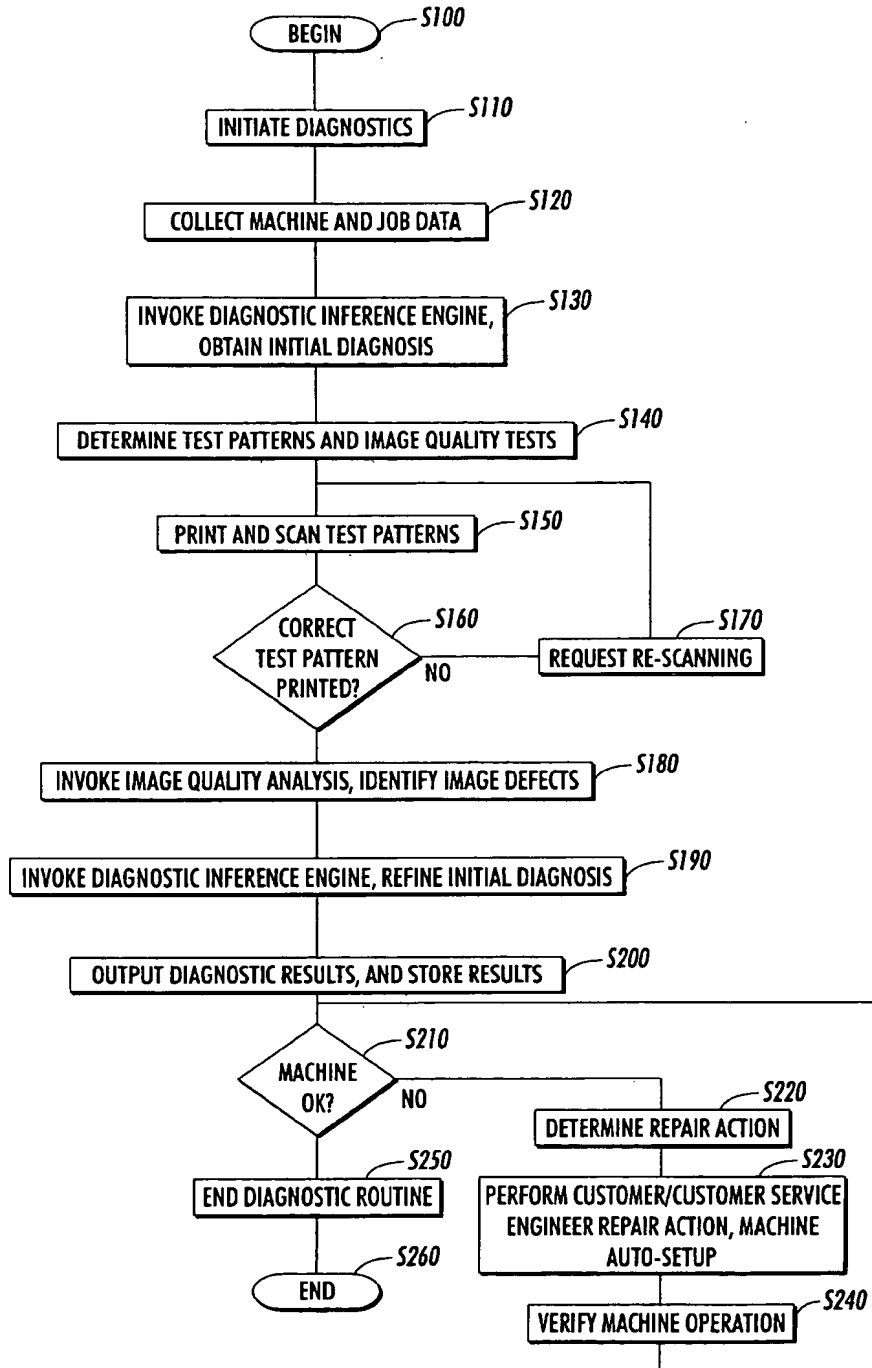 BEGIN
S100
INITIATE DIAGNOSTICS
S110
COLLECT MACHINE AND JOB DATA
S120
INVOKE DIAGNOSTIC INFERENCE ENGINE,
OBTAIN INITIAL DIAGNOSIS
S130
DETERMINE TEST PATTERNS AND IMAGE QUALITY TESTS
S140
PRINT AND SCAN TEST PATTERNS
S150
CORRECT
TEST PATTERN
PRINTED?
S160
NO
REQUEST RE-SCANNING
S170
INVOKE IMAGE QUALITY ANALYSIS, IDENTIFY IMAGE DEFECTS
S180
INVOKE DIAGNOSTIC INFERENCE ENGINE, REFINE INITIAL DIAGNOSIS
S190
OUTPUT DIAGNOSTIC RESULTS, AND STORE RESULTS
S200
MACHINE
OK?
S210
NO
DETERMINE REPAIR ACTION
S220
PERFORM CUSTOMER/CUSTOMER SERVICE
ENGINEER REPAIR ACTION, MACHINE
AUTO-SETUP
S230
VERIFY MACHINE OPERATION
S240
END DIAGNOSTIC ROUTINE
S250
END
S260